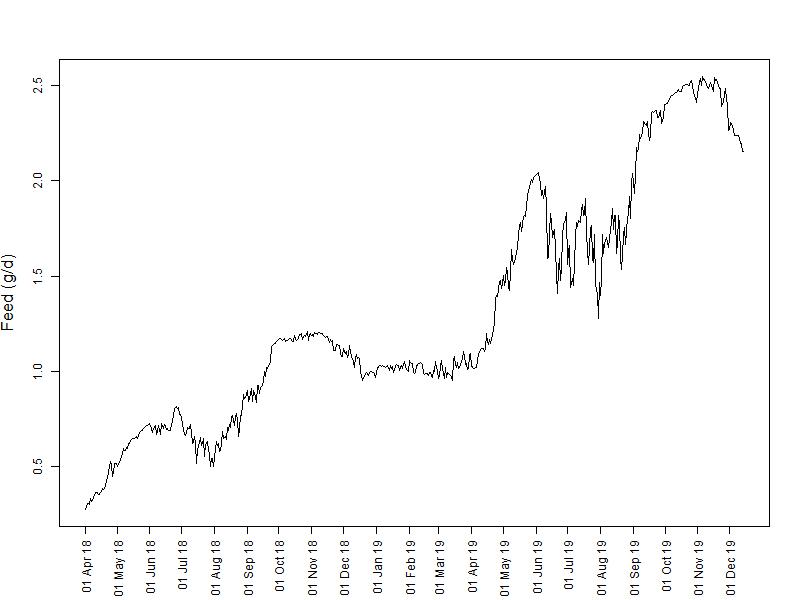 Feed (g/d)
2.5
2.0
1.5
1.0
0.5
01 Apr 18
01 May 18
01 Jun 18
01 Jul 18
01 Aug 18
01 Sep 18
01 Oct 18
01 Nov 18
01 Dec 18
01 Jan 19
01 Feb 19
01 Mar 19
01 Apr 19
01 May 19
01 Jun 19
01 Jul 19
01 Aug 19
01 Sep 19
01 Oct 19
01 Nov 19
01 Dec 19